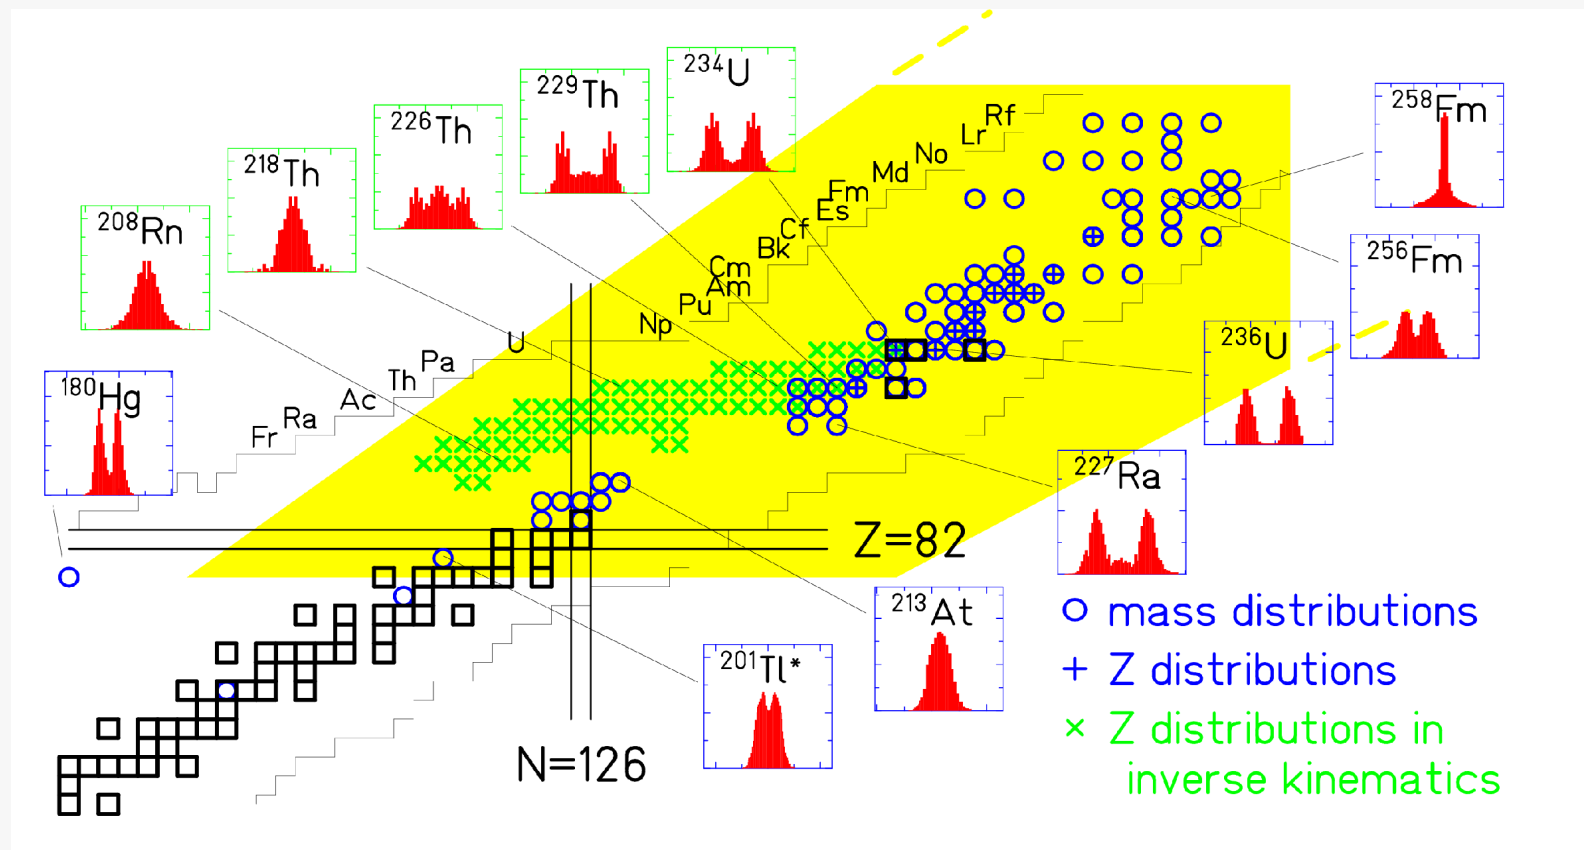 ²³⁴U
²²⁹Th
²⁵⁸Fm
²²⁶Th
Rf
Lr
²¹⁸Th
No
Md
Fm
²⁰⁸Rn
Es
Cf
²⁵⁶Fm
Bk
Cm
Am
Pu
Np
U
²³⁶U
Pa
Th
¹⁸⁰Hg
Ac
Ra
Fr
²²⁷Ra
Z=82
²¹³At
mass distributions
²⁰¹Tl*
Z distributions
Z distributions in
inverse kinematics
N=126